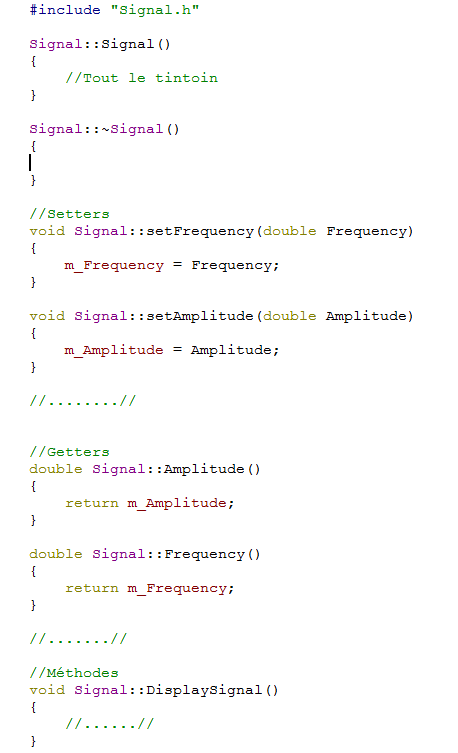 #include "Signal.h"
Signal::Signal()
{
//Tout le tintoin
}
Signal::~Signal()
{
}
//Setters
void Signal::setFrequency(double Frequency)
{
m_Frequency = Frequency;
}
void Signal::setAmplitude(double Amplitude)
{
m_Amplitude = Amplitude;
}
//........//
//Getters
double Signal::Amplitude()
{
return m_Amplitude;
}
double Signal::Frequency()
{
return m_Frequency;
}
//.......//
//Méthodes
void Signal::DisplaySignal()
{
//......//
}